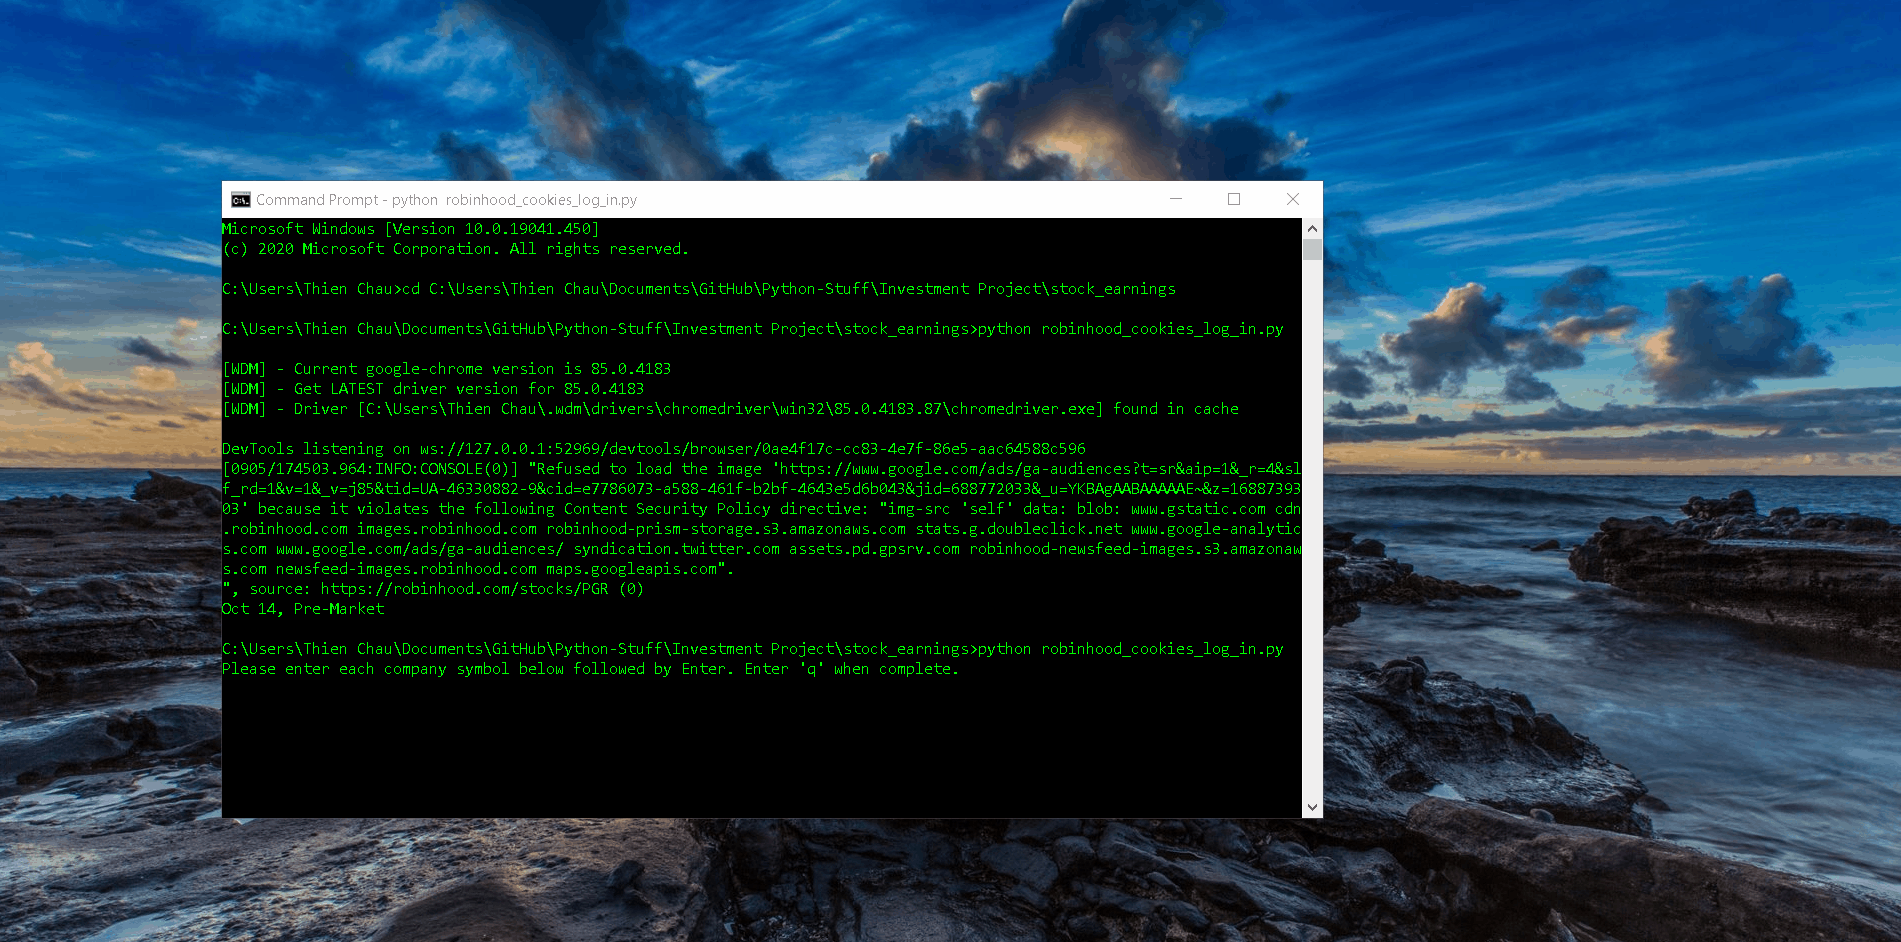 Command Prompt - python  robinhood_cookies_log_in.py
Microsoft Windows [Version 10.0.19041.450]
(c) 2020 Microsoft Corporation. All rights reserved.
C:\Users\Thien Chau>cd C:\Users\Thien Chau\Documents\GitHub\Python-Stuff\Investment Project\stock_earnings
C:\Users\Thien Chau\Documents\GitHub\Python-Stuff\Investment Project\stock_earnings>python robinhood_cookies_log_in.py
[WDM] - Current google-chrome version is 85.0.4183
[WDM] - Get LATEST driver version for 85.0.4183
[WDM] - Driver [C:\Users\Thien Chau\.wdm\drivers\chromedriver\win32\85.0.4183.87\chromedriver.exe] found in cache
DevTools listening on ws://127.0.0.1:52969/devtools/browser/0ae4f17c-cc83-4e7f-86e5-aac64588c596
[0905/174503.964:INFO:CONSOLE(0)] "Refused to load the image 'https://www.google.com/ads/ga-audiences?t=sr&aip=1&_r=4&sl
f_rd=1&v=1&_v=j85&tid=UA-46330882-9&cid=e7786073-a588-461f-b2bf-4643e5d6b043&jid=688772033&_u=YKBAgAABAAAAAE~&z=16887393
03' because it violates the following Content Security Policy directive: "img-src 'self' data: blob: www.gstatic.com cdn
.robinhood.com images.robinhood.com robinhood-prism-storage.s3.amazonaws.com stats.g.doubleclick.net www.google-analytic
s.com www.google.com/ads/ga-audiences/ syndication.twitter.com assets.pd.gpsrv.com robinhood-newsfeed-images.s3.amazonaw
s.com newsfeed-images.robinhood.com maps.googleapis.com".
", source: https://robinhood.com/stocks/PGR (0)
Oct 14, Pre-Market
C:\Users\Thien Chau\Documents\GitHub\Python-Stuff\Investment Project\stock_earnings>python robinhood_cookies_log_in.py
Please enter each company symbol below followed by Enter. Enter 'q' when complete.